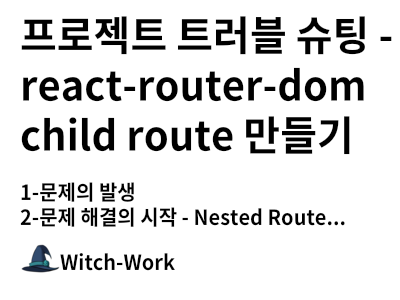 프로젝트 트러블 슈팅 -
react-router-dom
child route 만들기
1-문제의 발생
2-문제 해결의 시작 - Nested Route...
Witch-Work